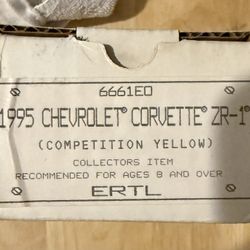 6661EO
1995 CHEVROLET® CORVETTE® ZR-1®
(COMPETITION YELLOW)
COLLECTORS ITEM
RECOMMENDED FOR AGES 8 AND OVER
ERTL